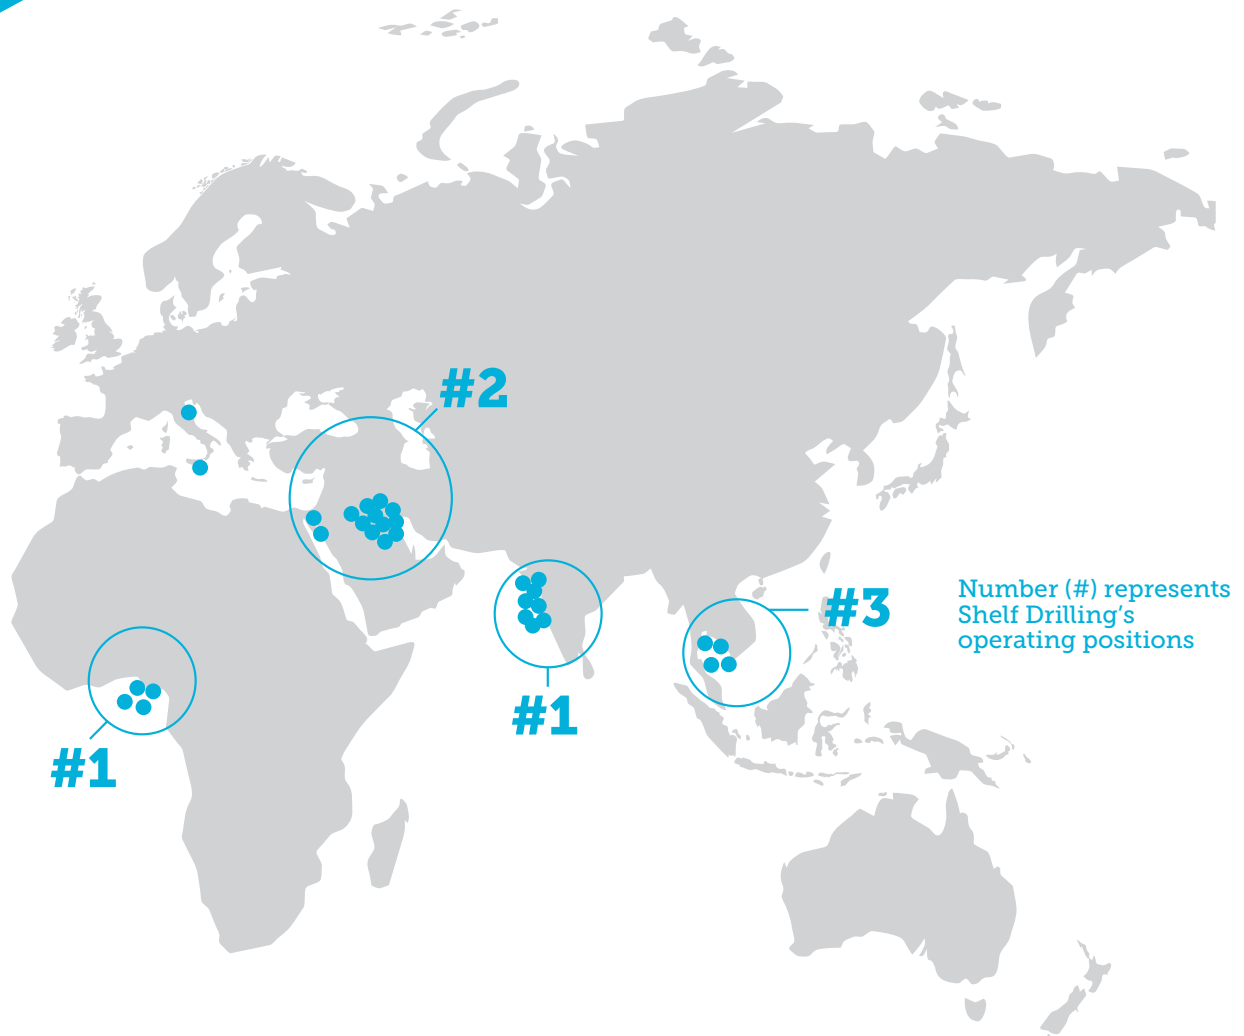 #2
#3
Number (#) represents
Shelf Drilling's
operating positions
#1
#1